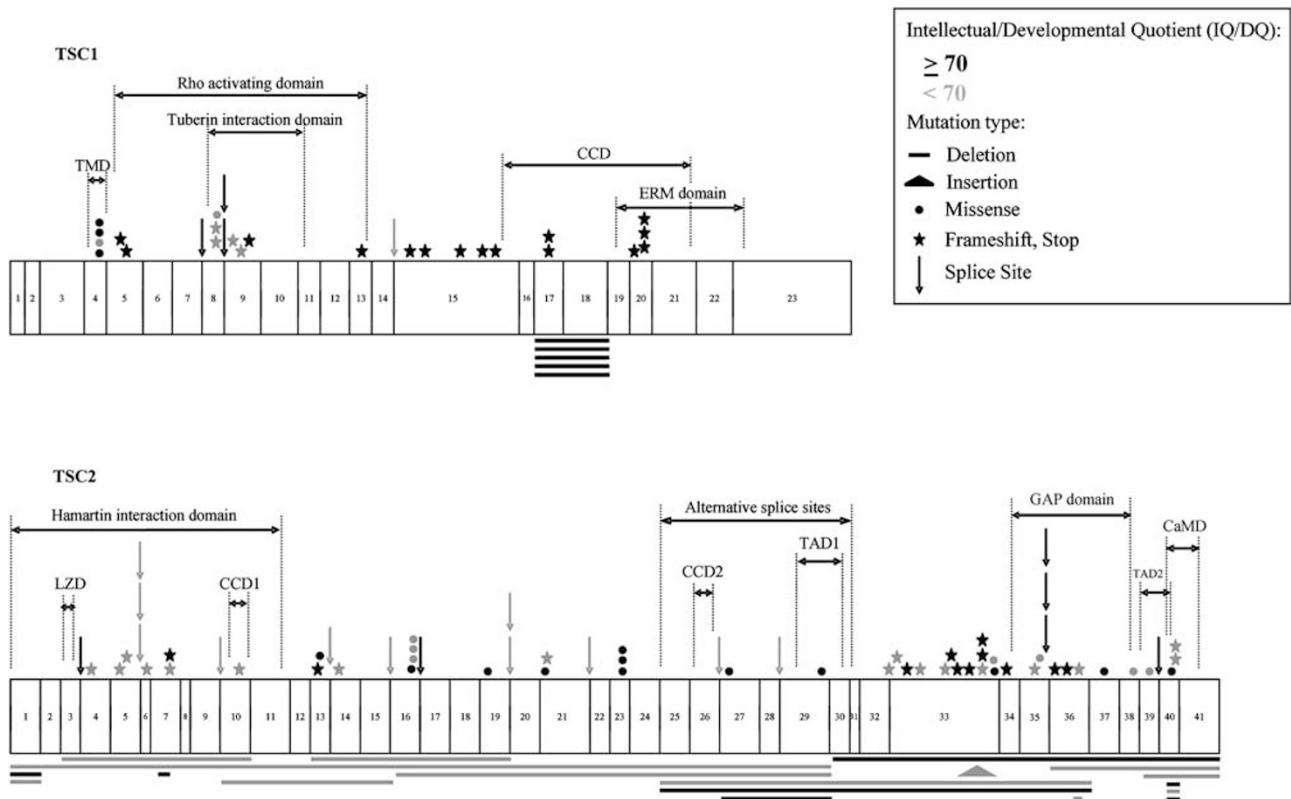 TSC1
Rho activating domain
Tuberin interaction domain
TMD
CCD
ERM domain
1 2 3 4 5 6 7 8 9 10 11 12 13 14 15 16 17 18 19 20 21 22 23
Intellectual/Developmental Quotient (IQ/DQ):
≥ 70
< 70
Mutation type:
Deletion
Insertion
Missense
Frameshift, Stop
Splice Site
TSC2
Hamartin interaction domain
Alternative splice sites
GAP domain
LZD
CCD1
CCD2
TAD1
TAD2
CaMD
1 2 3 4 5 6 7 8 9 10 11 12 13 14 15 16 17 18 19 20 21 22 23 24 25 26 27 28 29 30 31 32 33 34 35 36 37 38 39 40 41